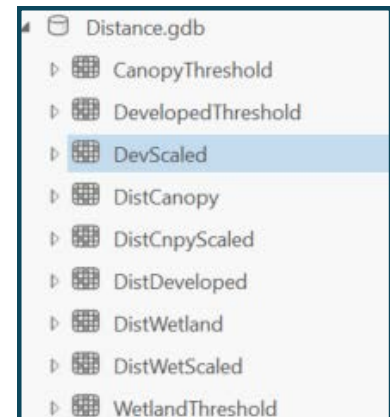 Distance.gdb
CanopyThreshold
DevelopedThreshold
DevScaled
DistCanopy
DistCnpyScaled
DistDeveloped
DistWetland
DistWetScaled
WetlandThreshold